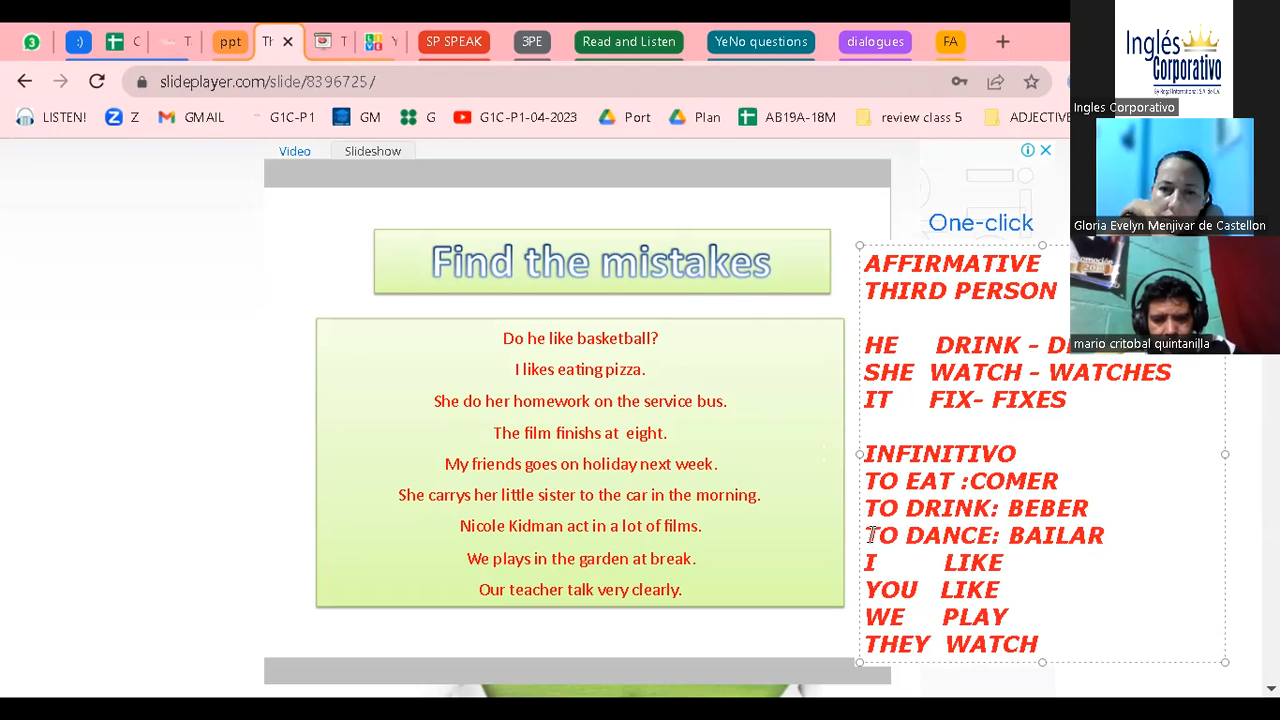 :)
C
T
ppt
Th
T
Y
SP SPEAK
3PE
Read and Listen
YeNo questions
dialogues
FA
slideplayer.com/slide/8396725/
LISTEN!
Z
GMAIL
G1C-P1
GM
G
G1C-P1-04-2023
Port
Plan
AB19A-18M
review class 5
ADJECTIVE
Video
Slideshow
Find the mistakes
Do he like basketball?
I likes eating pizza.
She do her homework on the service bus.
The film finishs at eight.
My friends goes on holiday next week.
She carrys her little sister to the car in the morning.
Nicole Kidman act in a lot of films.
We plays in the garden at break.
Our teacher talk very clearly.
One-click
AFFIRMATIVE
THIRD PERSON
HE DRINK -
SHE WATCH - WATCHES
IT FIX- FIXES
INFINITIVO
TO EAT :COMER
TO DRINK: BEBER
TO DANCE: BAILAR
I LIKE
YOU LIKE
WE PLAY
THEY WATCH
Inglés
Corporativo
Ingles Corporativo
Gloria Evelyn Menjivar de Castellon
mario critobal quintanilla